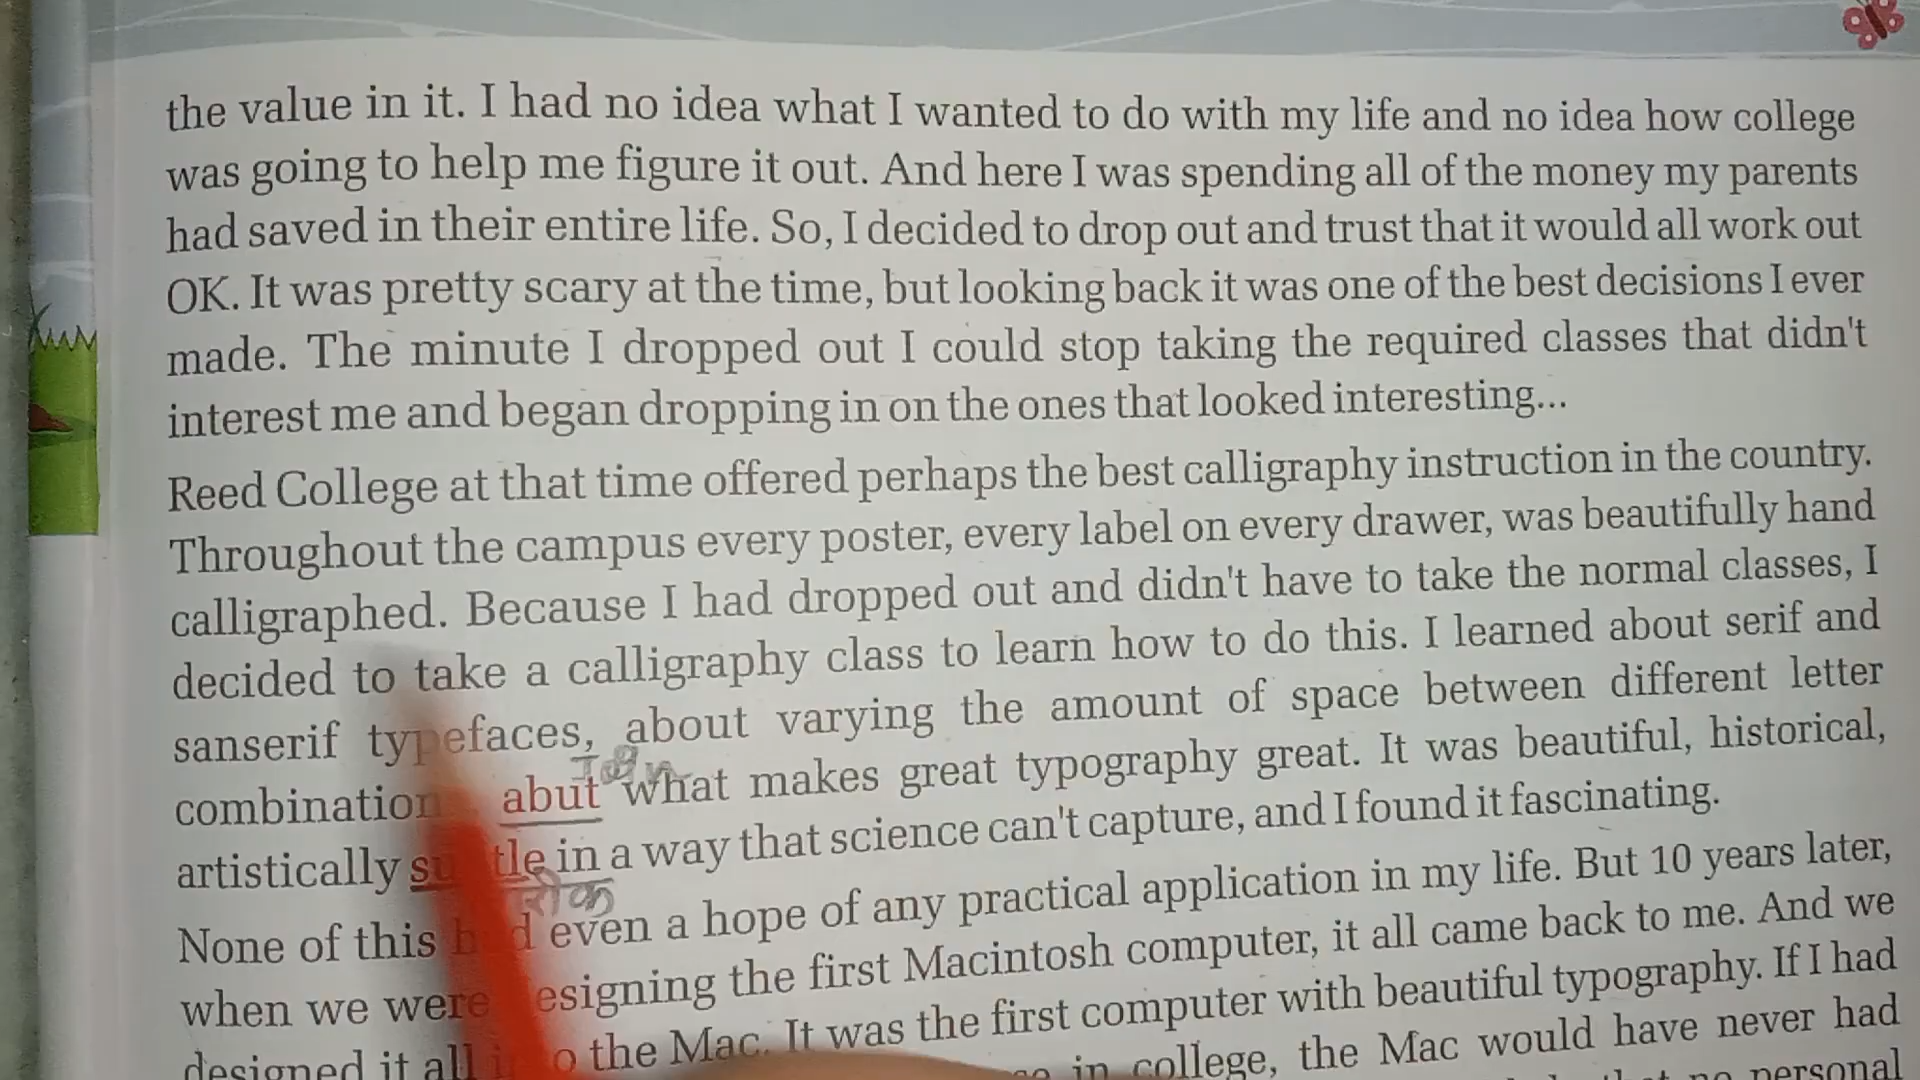 the value in it. I had no idea what I wanted to do with my life and no idea how college
was going to help me figure it out. And here I was spending all of the money my parents
had saved in their entire life. So, I decided to drop out and trust that it would all work out
OK. It was pretty scary at the time, but looking back it was one of the best decisions I ever
made. The minute I dropped out I could stop taking the required classes that didn't
interest me and began dropping in on the ones that looked interesting...
Reed College at that time offered perhaps the best calligraphy instruction in the country.
Throughout the campus every poster, every label on every drawer, was beautifully hand
calligraphed. Because I had dropped out and didn't have to take the normal classes, I
decided to take a calligraphy class to learn how to do this. I learned about serif and
sanserif typefaces, about varying the amount of space between different letter
combination abut what makes great typography great. It was beautiful, historical,
artistically subtle in a way that science can't capture, and I found it fascinating.
None of this had even a hope of any practical application in my life. But 10 years later,
when we were designing the first Macintosh computer, it all came back to me. And we
designed it all into the Mac. It was the first computer with beautiful typography. If I had
in college, the Mac would have never had
no personal